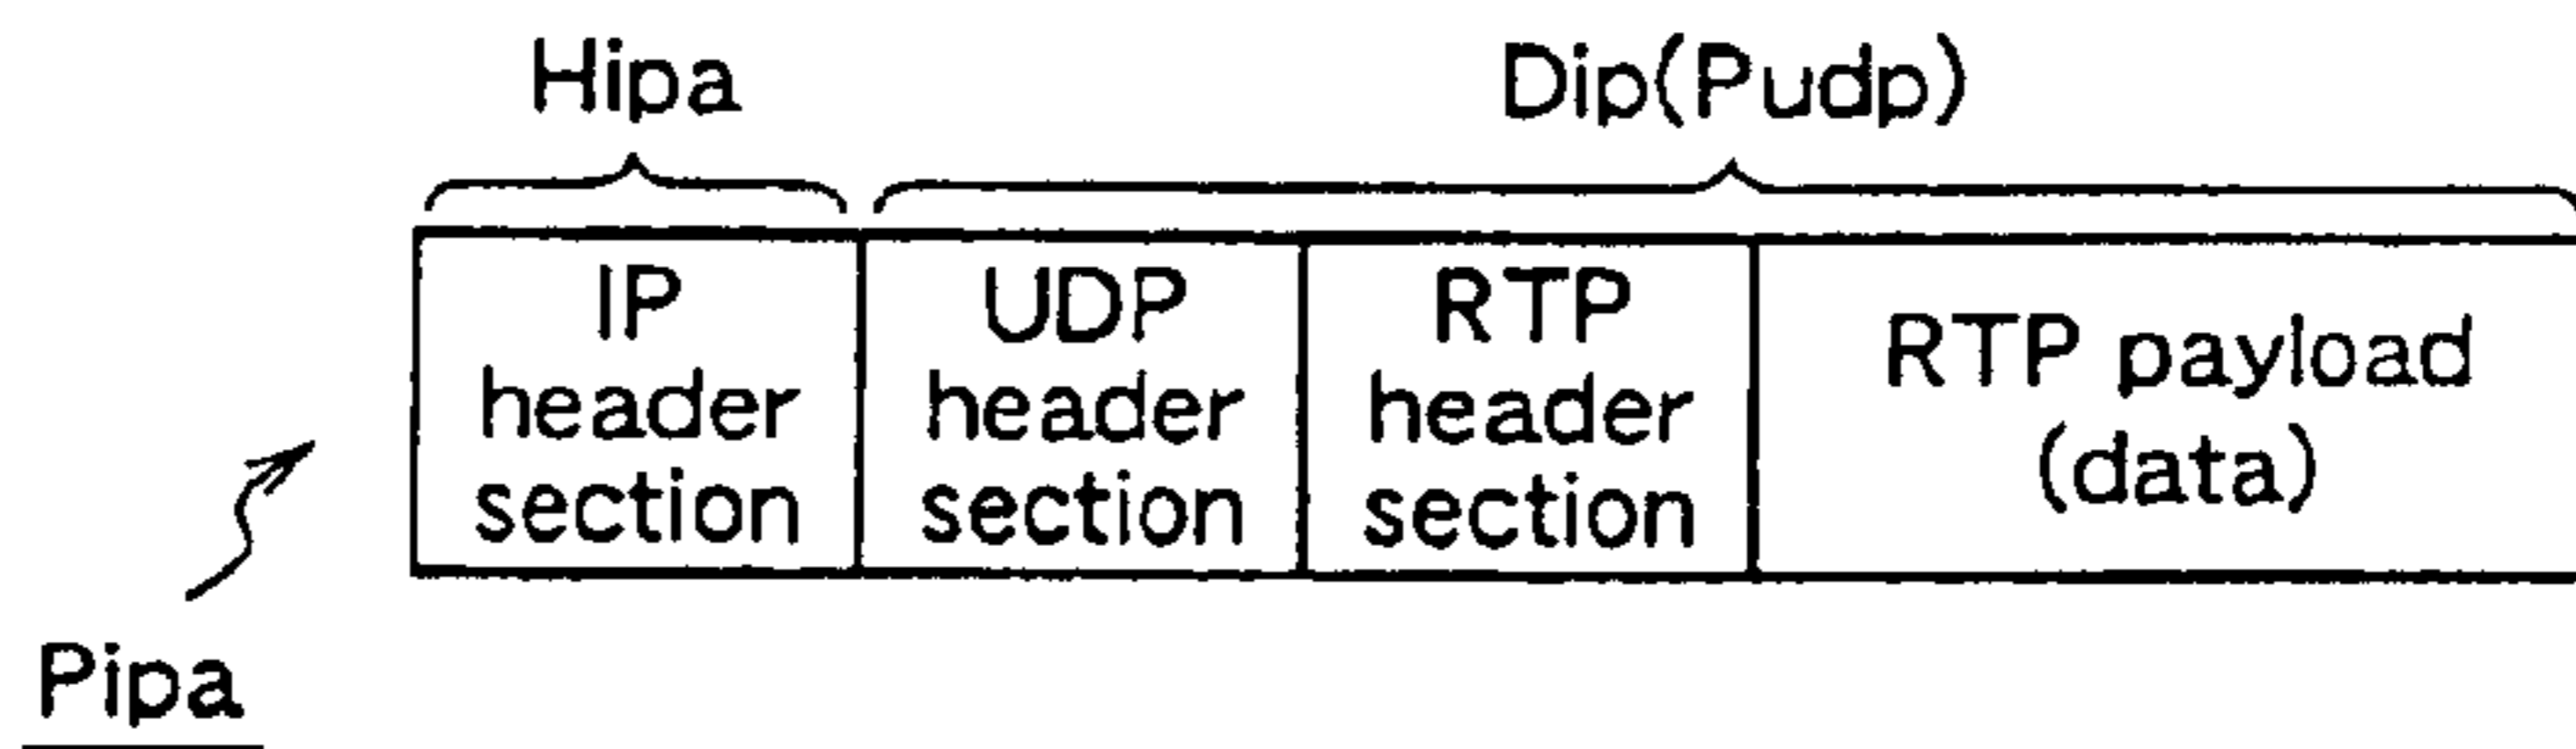 Hipa
Dip(Pudp)
IP
header
section
UDP
header
section
RTP
header
section
RTP payload
(data)
Pipa